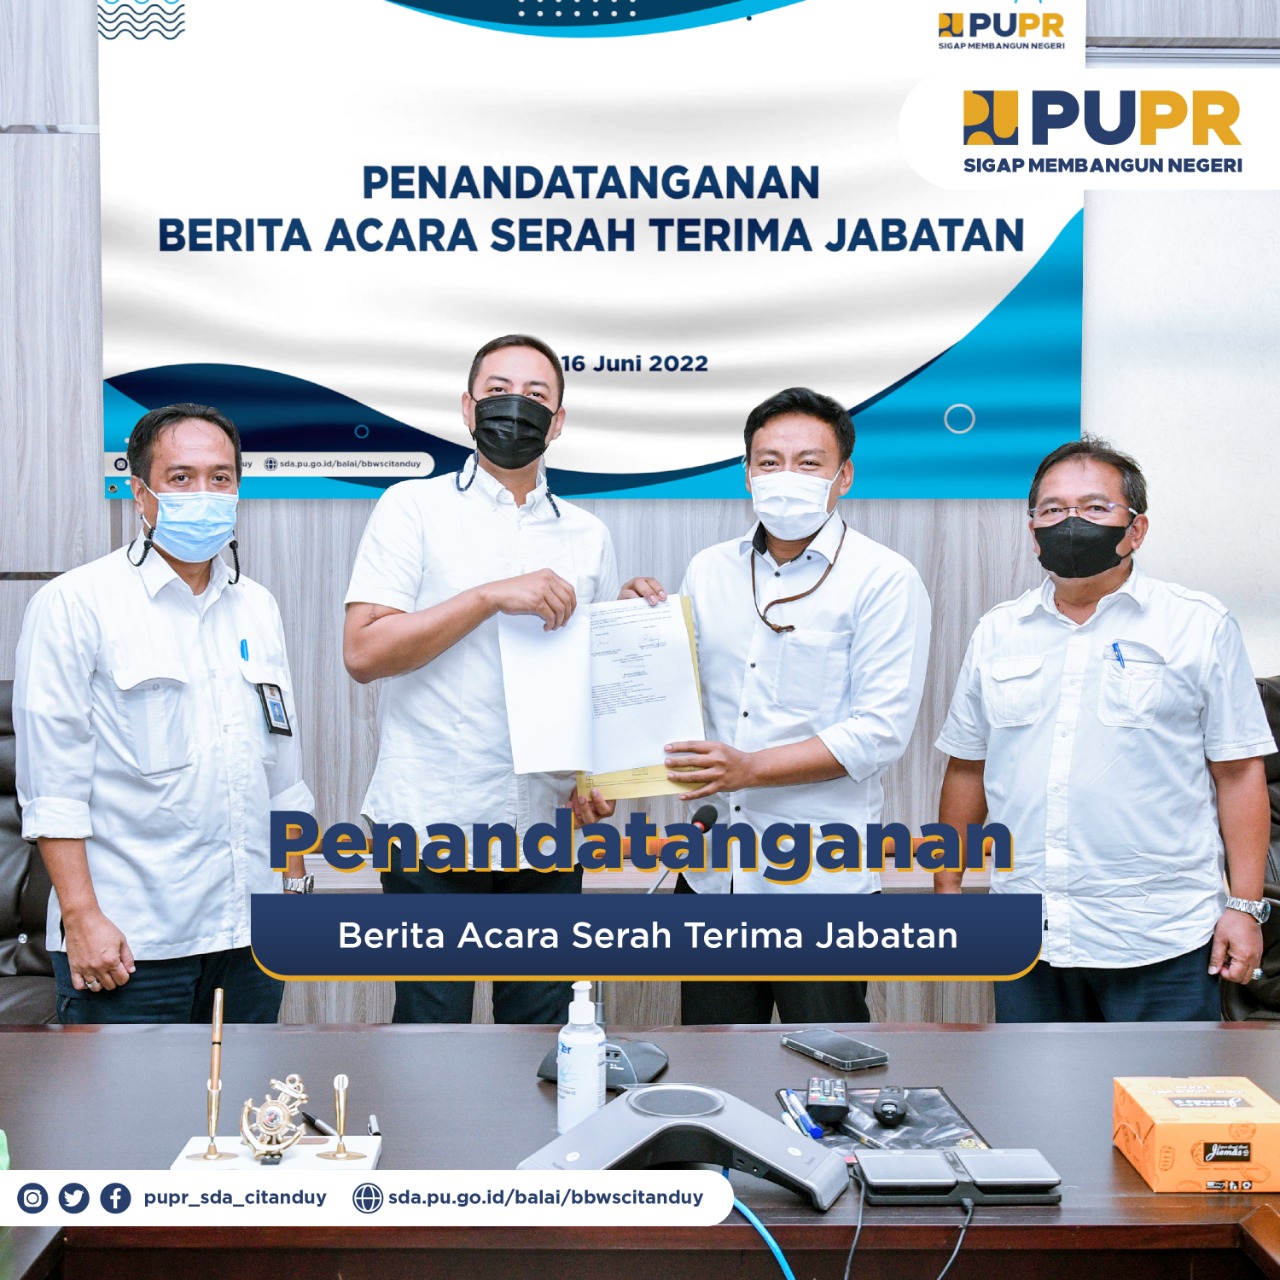 PUPR
SIGAP MEMBANGUN NEGERI
PUPR
SIGAP MEMBANGUN NEGERI
PENANDATANGANAN
BERITA ACARA SERAH TERIMA JABATAN
16 Juni 2022
sda.pu.go.id/balai/bbwscitanduy
Penandatanganan
Berita Acara Serah Terima Jabatan
Jiemas
pupr_sda_citanduy
sda.pu.go.id/balai/bbwscitanduy